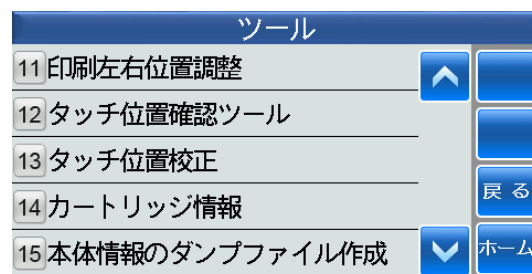 ツール
11 印刷左右位置調整
12 タッチ位置確認ツール
13 タッチ位置校正
14 カートリッジ情報
15 本体情報のダンプファイル作成
戻る
ホーム